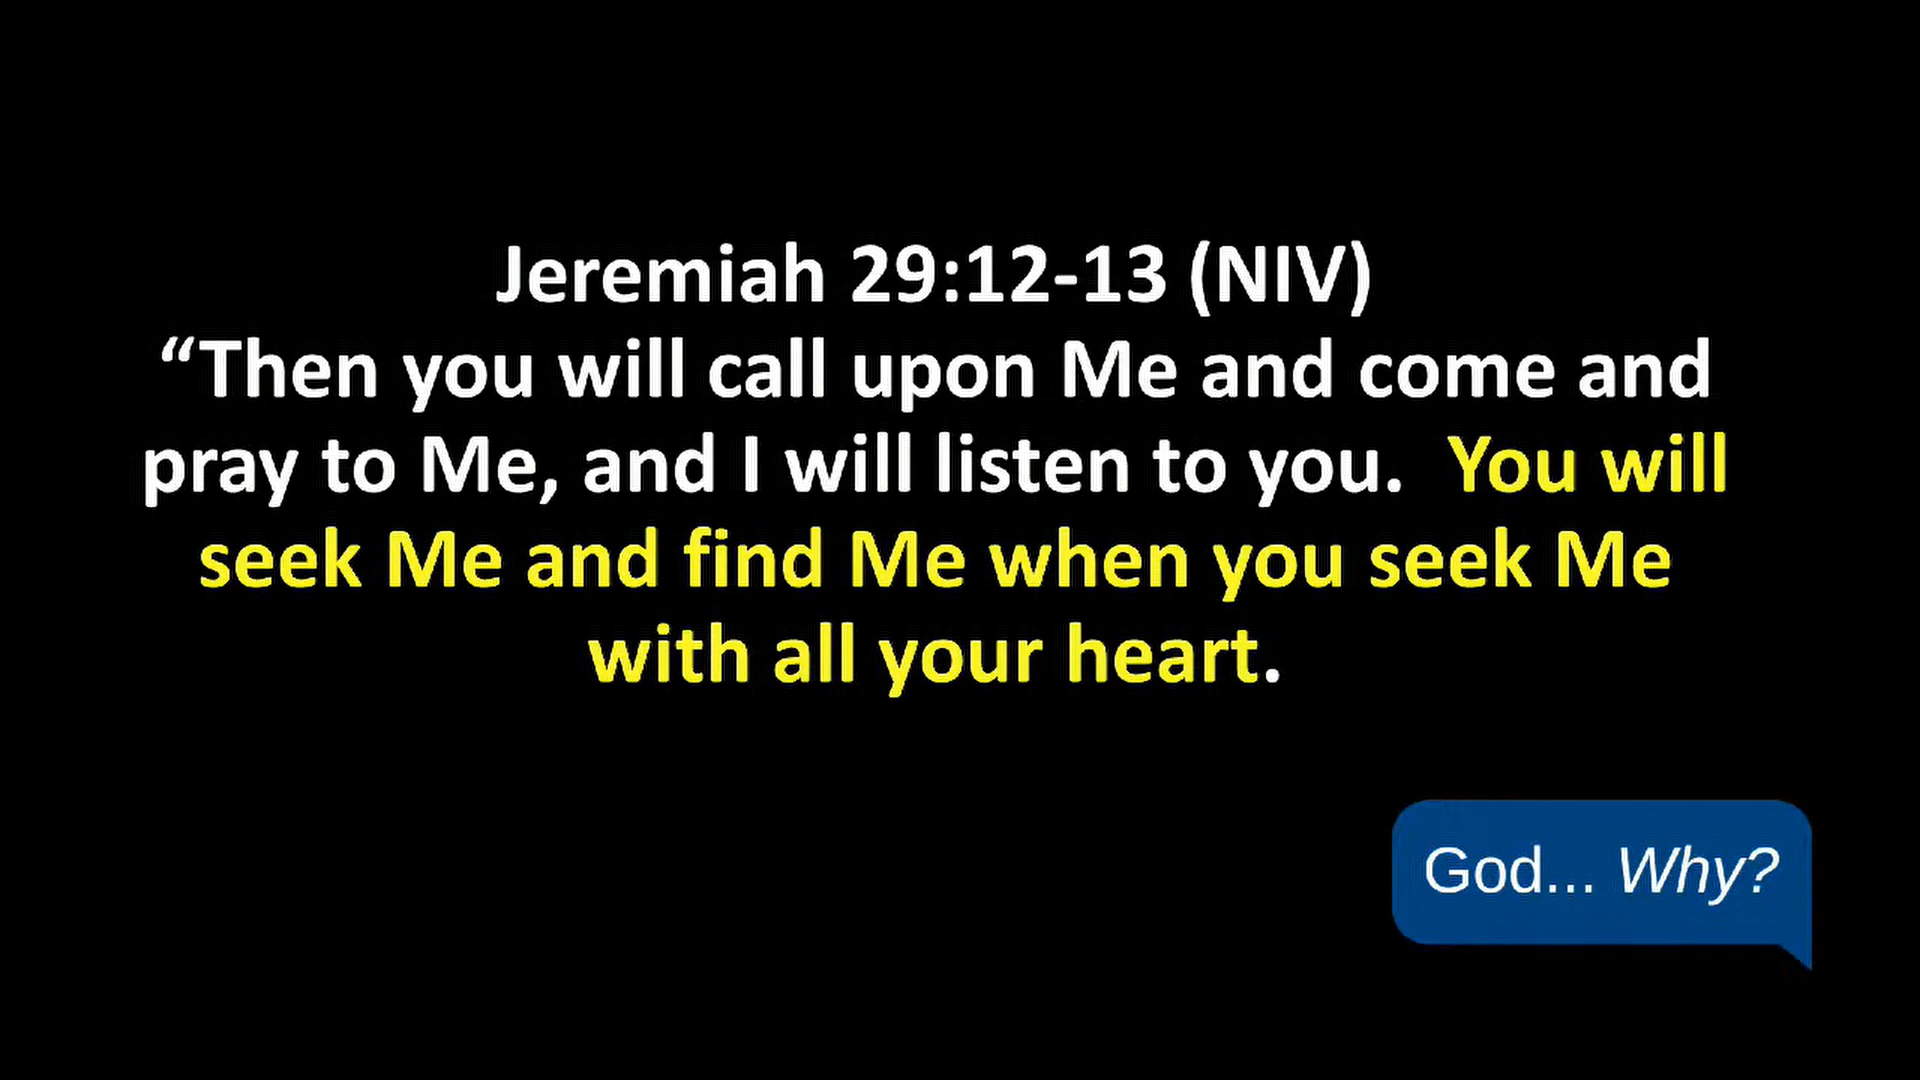 Jeremiah 29:12-13 (NIV)
“Then you will call upon Me and come and
pray to Me, and I will listen to you.  You will
seek Me and find Me when you seek Me
with all your heart.
God... Why?